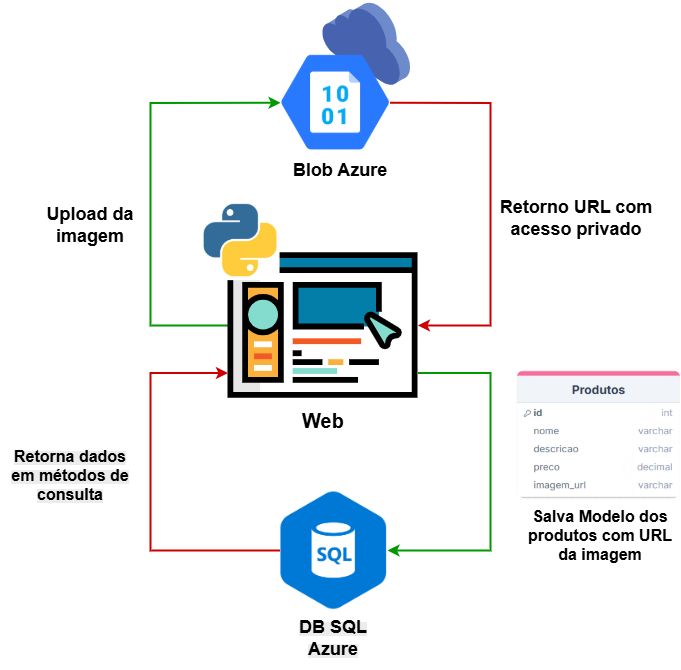 10
01
Blob Azure
Upload da
imagem
Retorno URL com
acesso privado
Web
Produtos
id int
nome varchar
descricao varchar
preco decimal
imagem_url varchar
Retorna dados
em métodos de
consulta
Salva Modelo dos
produtos com URL
da imagem
SQL
DB SQL
Azure